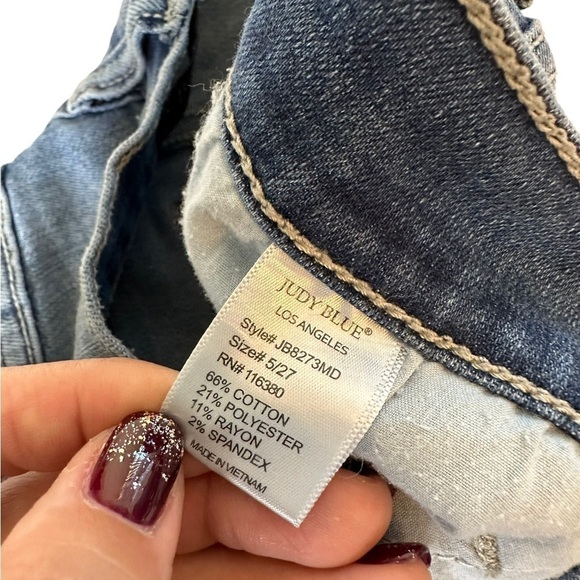 JUDY BLUE®
LOS ANGELES
Style# JB8273MD
Size# 5/27
RN# 116380
66% COTTON
21% POLYESTER
11% RAYON
2% SPANDEX
MADE IN VIETNAM